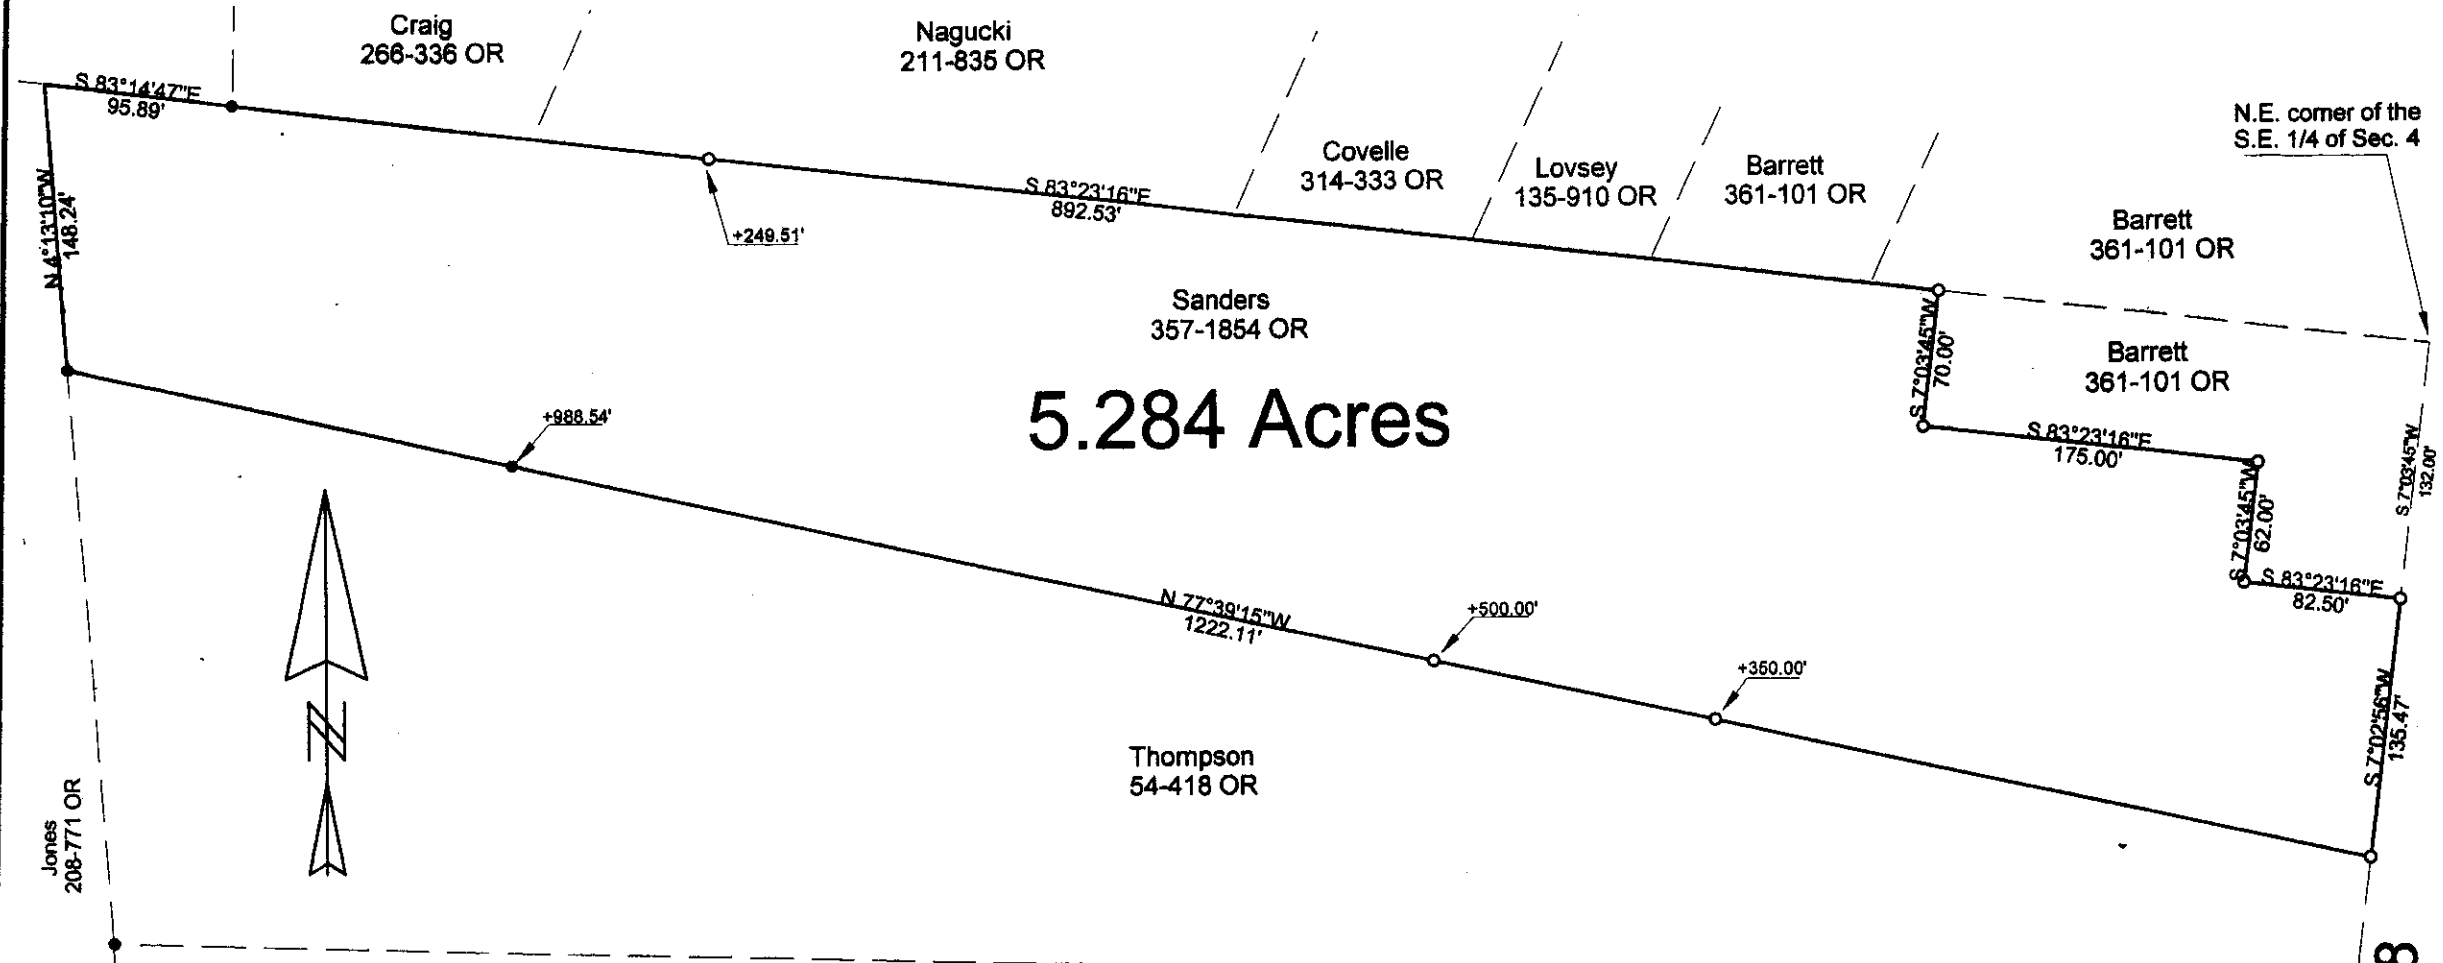 Craig
266-336 OR
Nagucki
211-835 OR
S 83°14'47"E
95.89'
N.E. corner of the
S.E. 1/4 of Sec. 4
Covelle
314-333 OR
Lovsey
135-910 OR
Barrett
361-101 OR
N 4°13'10"W
148.24'
S 83°23'16"E
892.53'
+249.51'
Barrett
361-101 OR
Sanders
357-1854 OR
5.284 Acres
S 7°03'45"W
70.00'
Barrett
361-101 OR
+988.54'
S 83°23'16"E
175.00'
S 7°03'45"W
132.00'
S 7°03'45"W
62.00'
S 83°23'16"E
82.50'
N 77°39'15"W
1222.11'
+500.00'
+350.00'
S 7°02'56"W
135.47'
N
Thompson
54-418 OR
Jones
208-771 OR
8